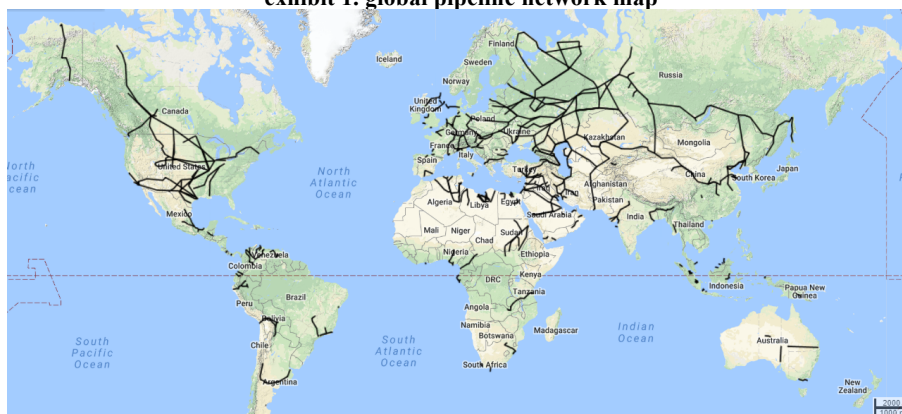 exhibit 1. global pipeline network map
Iceland
Finland
Sweden
Norway
Russia
Canada
United
Kingdom
Poland
Germany
Ukraine
France
Kazakhstan
Mongolia
Italy
Spain
United States
North
Atlantic
Ocean
North
Pacific
Ocean
Turkey
China
South Korea
Japan
Iraq
Iran
Afghanistan
Pakistan
Algeria
Libya
Egypt
Saudi Arabia
India
Mexico
Mali
Niger
Chad
Sudan
Thailand
Nigeria
Ethiopia
Venezuela
Colombia
DRC
Kenya
Tanzania
Indonesia
Papua New
Guinea
Peru
Brazil
Angola
Bolivia
Namibia
Botswana
Madagascar
Indian
Ocean
South
Pacific
Ocean
Chile
South
Atlantic
Ocean
Australia
South Africa
Argentina
New
Zealand
2000